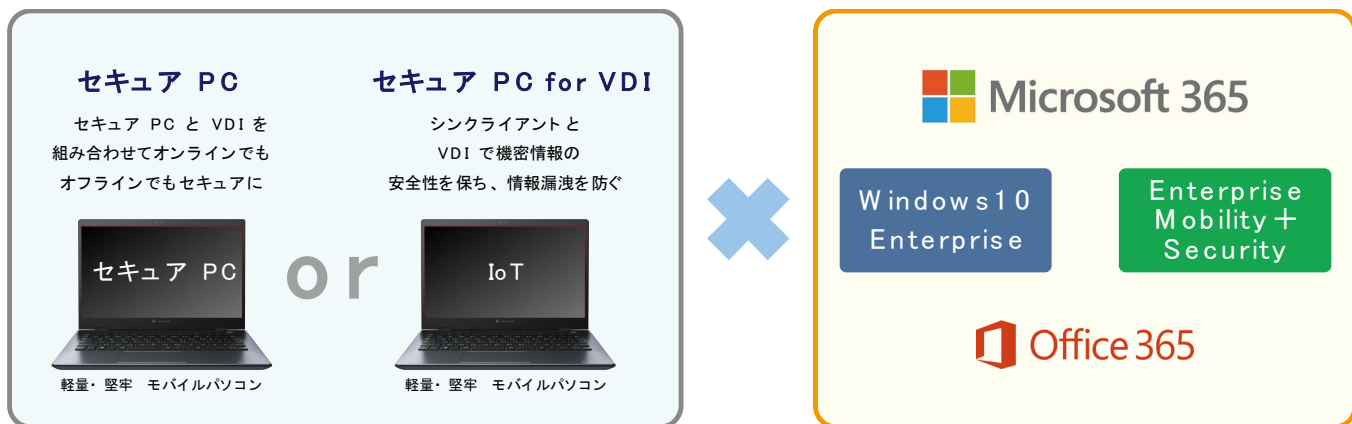 セキュア PC
セキュア PC と VDI を
組み合わせてオンラインでも
オフラインでもセキュアに
セキュア PC
軽量・堅牢 モバイルパソコン
or
セキュア PC for VDI
シンクライアントと
VDI で機密情報の
安全性を保ち、情報漏洩を防ぐ
IoT
軽量・堅牢 モバイルパソコン
Microsoft 365
Windows10
Enterprise
Enterprise
Mobility＋
Security
Office 365